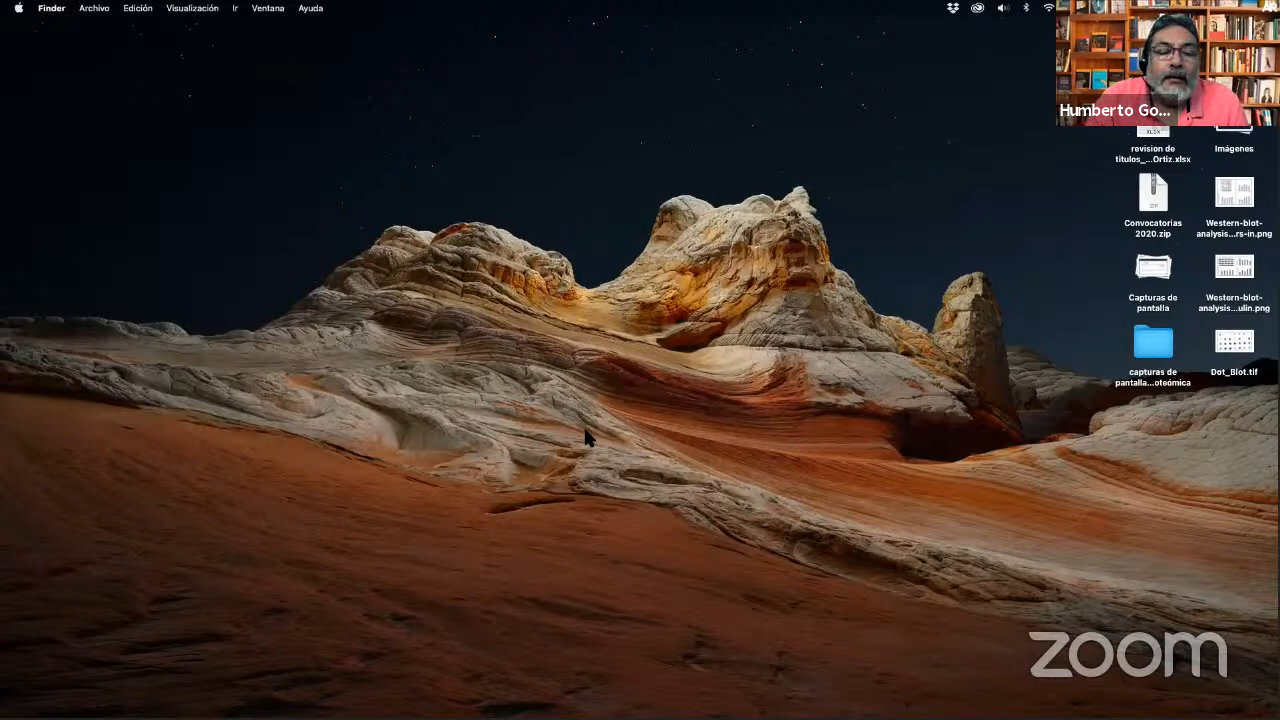 Finder Archivo Edición Visualización Ir Ventana Ayuda
Humberto Go...
XLSX
revision de
titulos_...Ortiz.xlsx
Imágenes
ZIP
Convocatorias
2020.zip
Western-blot-
analysis...rs-in.png
Capturas de
pantalla
Western-blot-
analysis...ulin.png
capturas de
pantalla...oteómica
Dot_Blot.tif
zoom